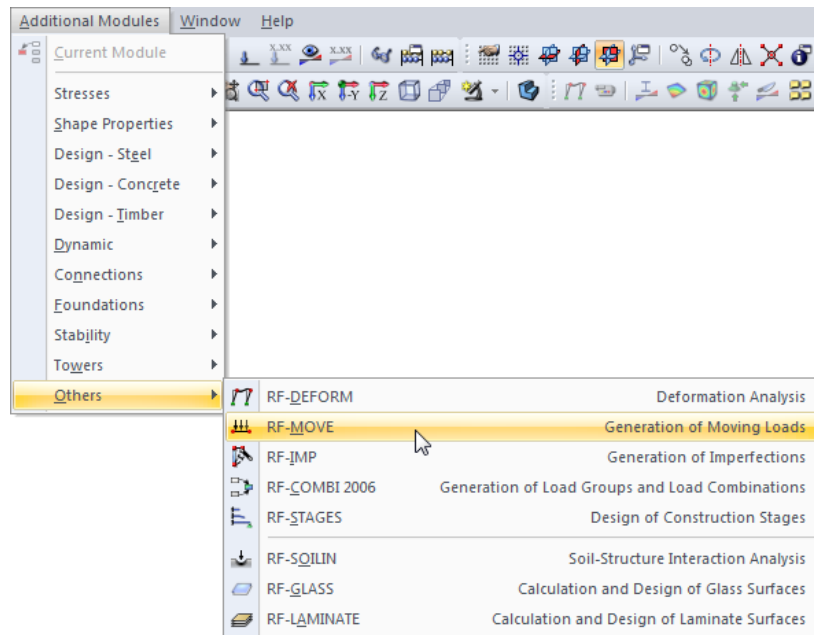 Additional Modules Window Help
Current Module
x.xx x.xx
Stresses
Shape Properties
Design - Steel
Design - Concrete
Design - Timber
Dynamic
Connections
Foundations
Stability
Towers
Others
RF-DEFORM Deformation Analysis
RF-MOVE Generation of Moving Loads
RF-IMP Generation of Imperfections
RF-COMBI 2006 Generation of Load Groups and Load Combinations
RF-STAGES Design of Construction Stages
RF-SOILIN Soil-Structure Interaction Analysis
RF-GLASS Calculation and Design of Glass Surfaces
RF-LAMINATE Calculation and Design of Laminate Surfaces